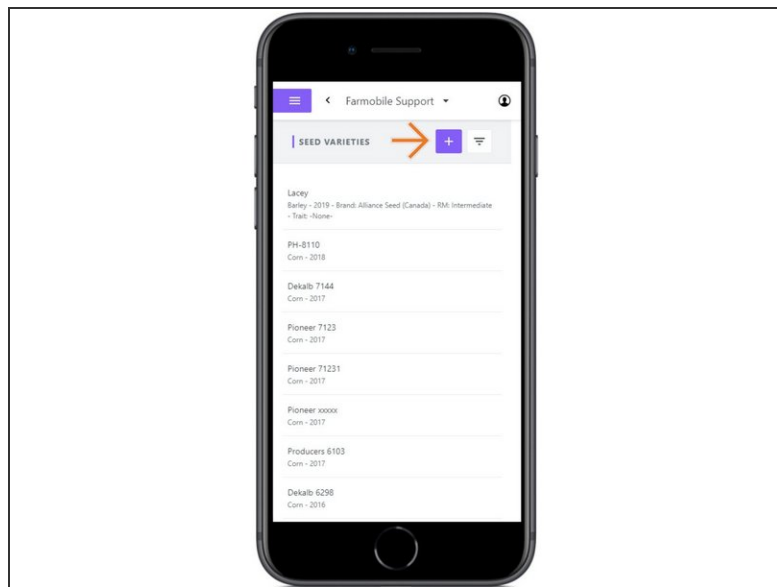 Farmobile Support
SEED VARIETIES
Lacey
Barley - 2019 - Brand: Alliance Seed (Canada) - RM: Intermediate
- Trait: -None-
PH-8110
Corn - 2018
Dekalb 7144
Corn - 2017
Pioneer 7123
Corn - 2017
Pioneer 71231
Corn - 2017
Pioneer xxxxx
Corn - 2017
Producers 6103
Corn - 2017
Dekalb 6298
Corn - 2016